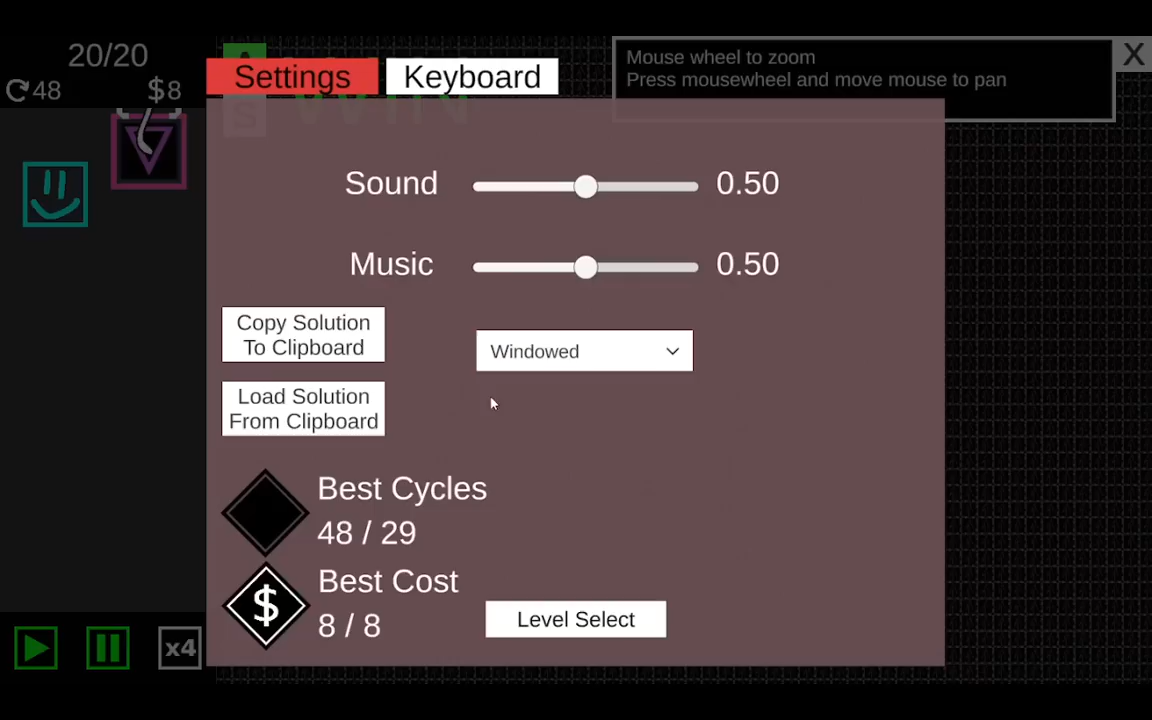 20/20
48
$8
A
S
WIN
Mouse wheel to zoom
Press mousewheel and move mouse to pan
X
Settings
Keyboard
Sound
0.50
Music
0.50
Copy Solution
To Clipboard
Windowed
Load Solution
From Clipboard
Best Cycles
48 / 29
$
Best Cost
8 / 8
Level Select
x4